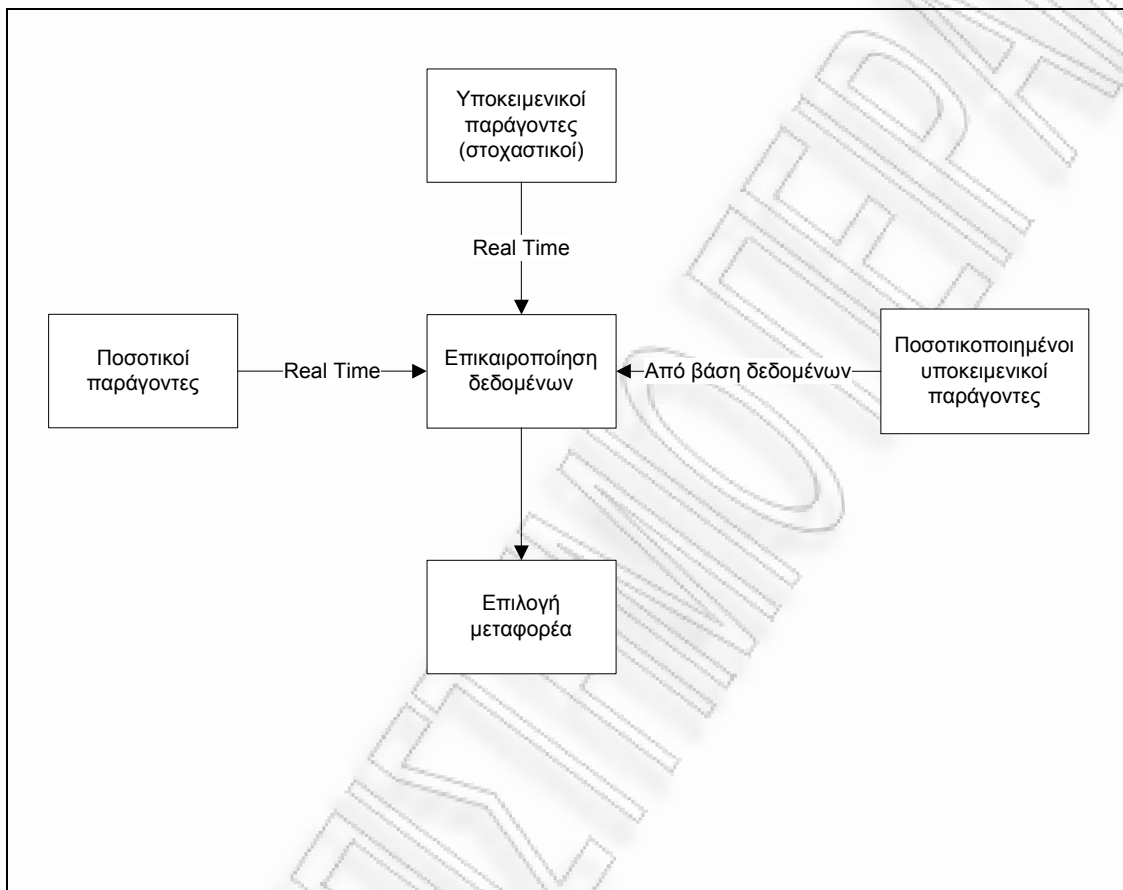 Υποκειμενικοί
παράγοντες
(στοχαστικοί)
Real Time
Ποσοτικοί
παράγοντες
Real Time
Επικαιροποίηση
δεδομένων
Από βάση δεδομένων
Ποσοτικοποιημένοι
υποκειμενικοί
παράγοντες
Επιλογή
μεταφορέα